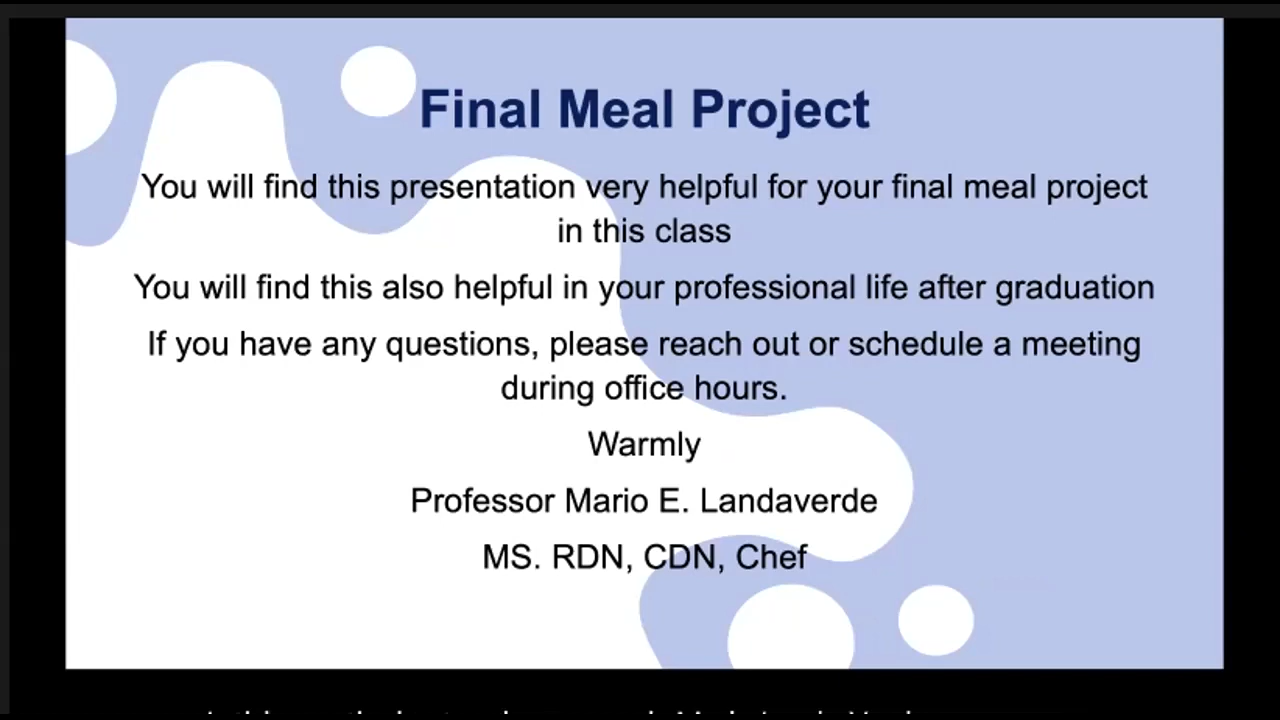 Final Meal Project
You will find this presentation very helpful for your final meal project
in this class
You will find this also helpful in your professional life after graduation
If you have any questions, please reach out or schedule a meeting
during office hours.
Warmly
Professor Mario E. Landaverde
MS. RDN, CDN, Chef